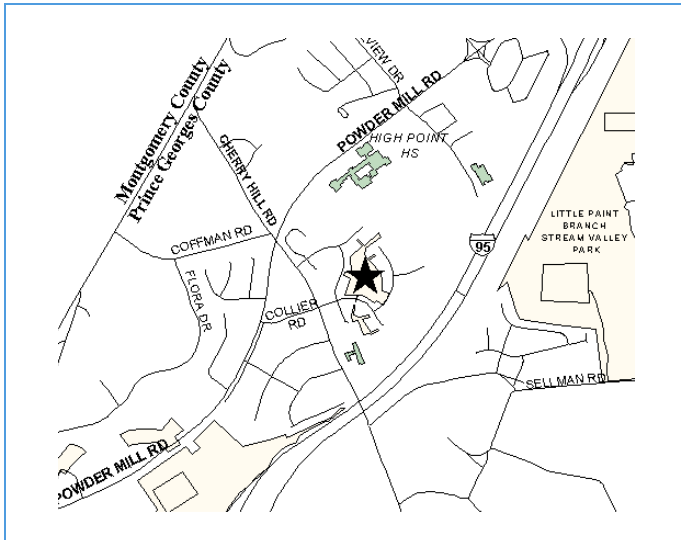 VIEW DR
POWDER MILL RD
Montgomery County
Prince Georges County
HIGH POINT
HS
CHERRY HILL RD
LITTLE PAINT
BRANCH
STREAM VALLEY
PARK
COFFMAN RD
95
FLORA DR
COLLIER
RD
SELLMAN RD
POWDER MILL RD